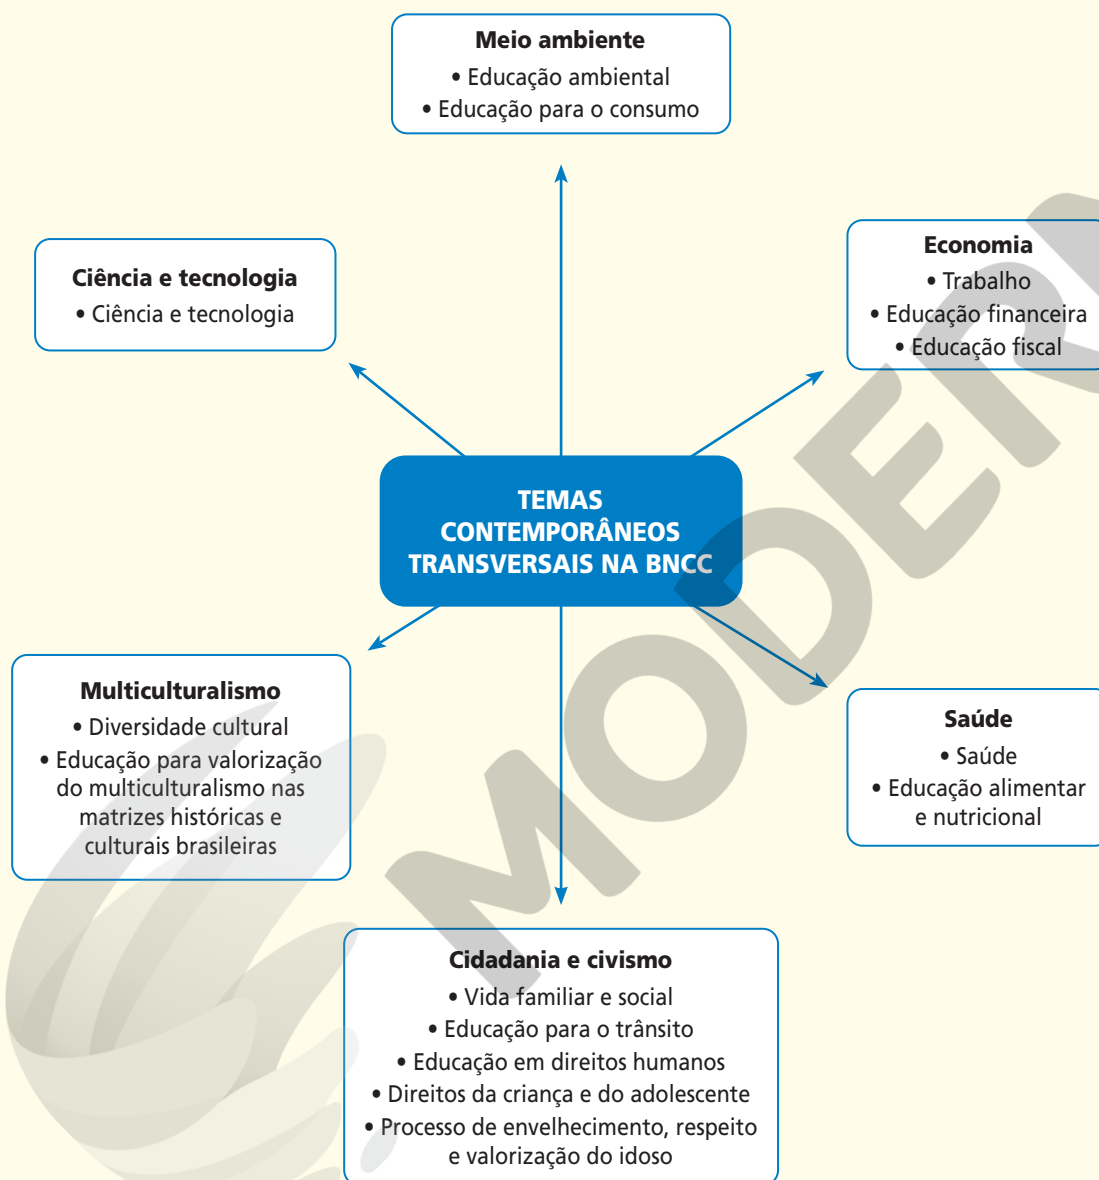 Meio ambiente
• Educação ambiental
• Educação para o consumo
Ciência e tecnologia
• Ciência e tecnologia
Economia
• Trabalho
• Educação financeira
• Educação fiscal
TEMAS
CONTEMPORÂNEOS
TRANSVERSAIS NA BNCC
Multiculturalismo
• Diversidade cultural
• Educação para valorização
do multiculturalismo nas
matrizes históricas e
culturais brasileiras
Saúde
• Saúde
• Educação alimentar
e nutricional
Cidadania e civismo
• Vida familiar e social
• Educação para o trânsito
• Educação em direitos humanos
• Direitos da criança e do adolescente
• Processo de envelhecimento, respeito
e valorização do idoso
MODERN